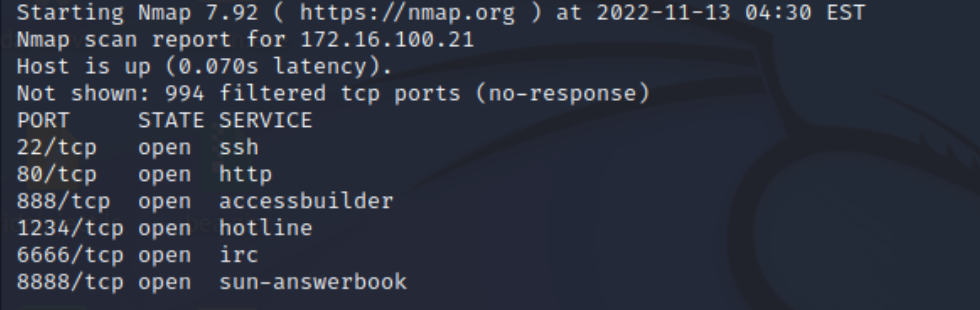 Starting Nmap 7.92 ( https://nmap.org ) at 2022-11-13 04:30 EST
Nmap scan report for 172.16.100.21
Host is up (0.070s latency).
Not shown: 994 filtered tcp ports (no-response)
PORT     STATE SERVICE
22/tcp   open  ssh
80/tcp   open  http
888/tcp  open  accessbuilder
1234/tcp open  hotline
6666/tcp open  irc
8888/tcp open  sun-answerbook